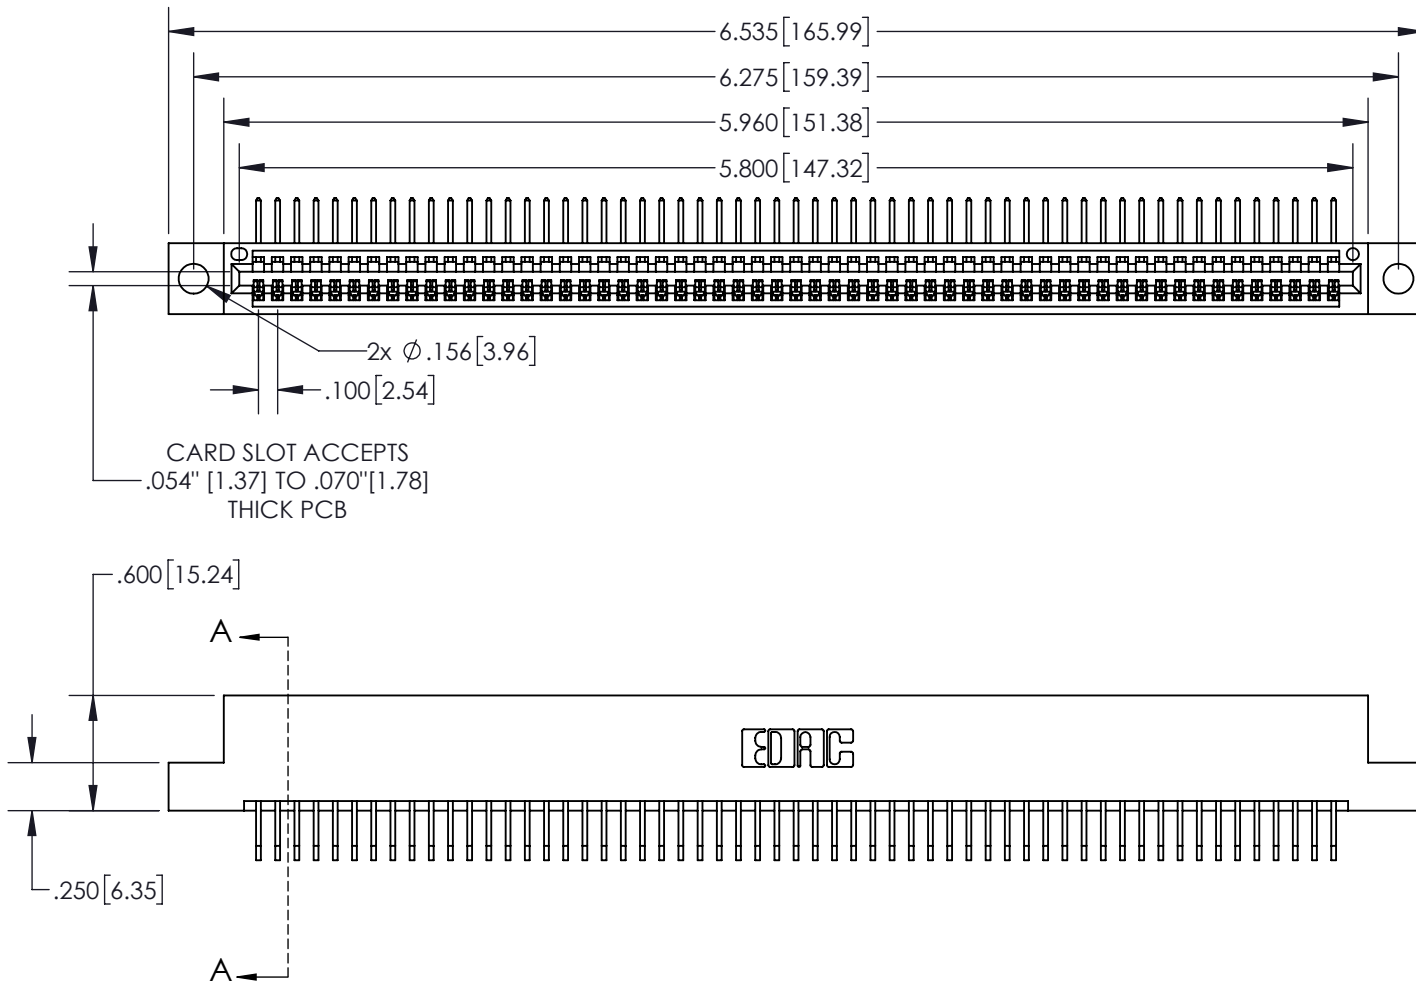 6.535[165.99]
6.275[159.39]
5.960[151.38]
5.800[147.32]
2x Ø.156[3.96]
.100[2.54]
CARD SLOT ACCEPTS
.054" [1.37] TO .070"[1.78]
THICK PCB
.600[15.24]
A
EDAC
.250[6.35]
A